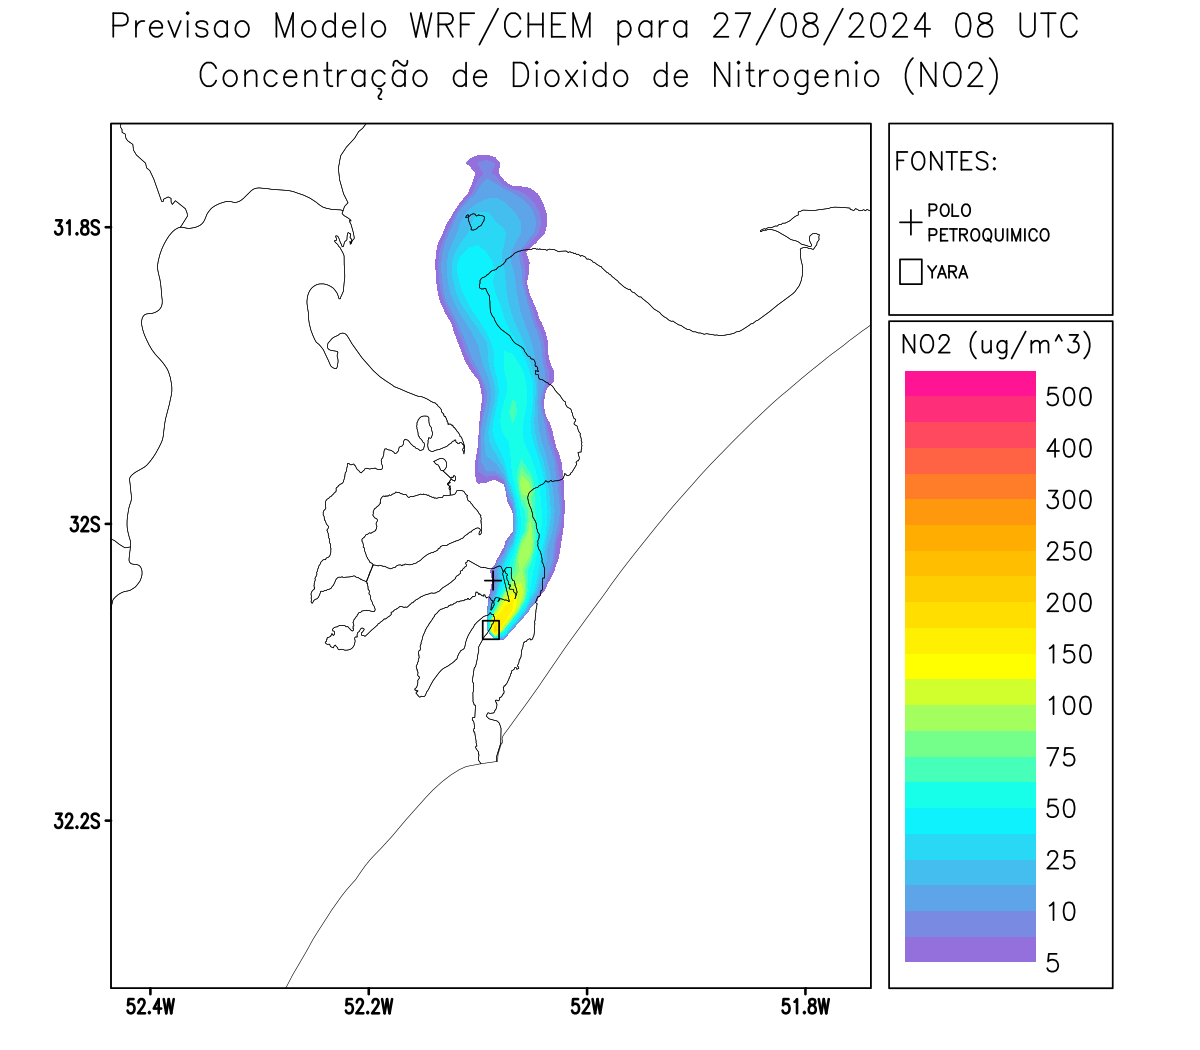 Previsao Modelo WRF/CHEM para 27/08/2024 08 UTC
Concentração de Dioxido de Nitrogenio (NO2)
FONTES:
POLO
PETROQUIMICO
YARA
NO2 (ug/m^3)
500
400
300
250
200
150
100
75
50
25
10
5
31.8S
32S
32.2S
52.4W
52.2W
52W
51.8W